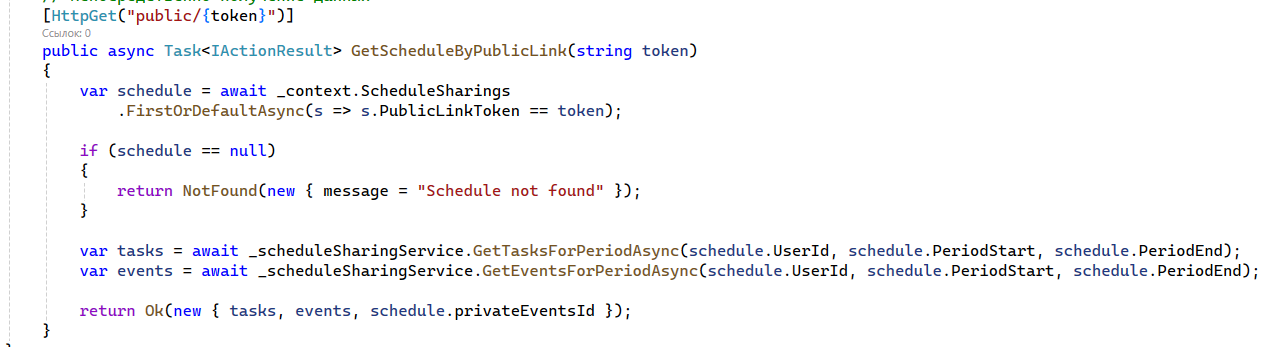 [HttpGet("public/{token}")]
Ссылок: 0
public async Task<IActionResult> GetScheduleByPublicLink(string token)
{
var schedule = await _context.ScheduleSharings
.FirstOrDefaultAsync(s => s.PublicLinkToken == token);
if (schedule == null)
{
return NotFound(new { message = "Schedule not found" });
}
var tasks = await _scheduleSharingService.GetTasksForPeriodAsync(schedule.UserId, schedule.PeriodStart, schedule.PeriodEnd);
var events = await _scheduleSharingService.GetEventsForPeriodAsync(schedule.UserId, schedule.PeriodStart, schedule.PeriodEnd);
return Ok(new { tasks, events, schedule.privateEventsId });
}